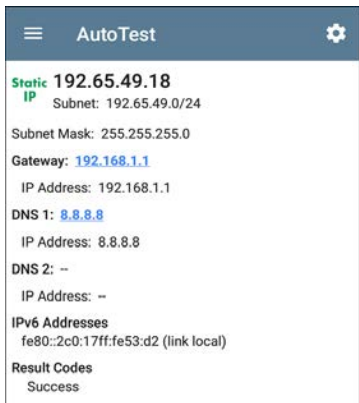 AutoTest
Static IP
192.65.49.18
Subnet: 192.65.49.0/24
Subnet Mask: 255.255.255.0
Gateway: 192.168.1.1
IP Address: 192.168.1.1
DNS 1: 8.8.8.8
IP Address: 8.8.8.8
DNS 2: --
IP Address: --
IPv6 Addresses
fe80::2c0:17ff:fe53:d2 (link local)
Result Codes
Success